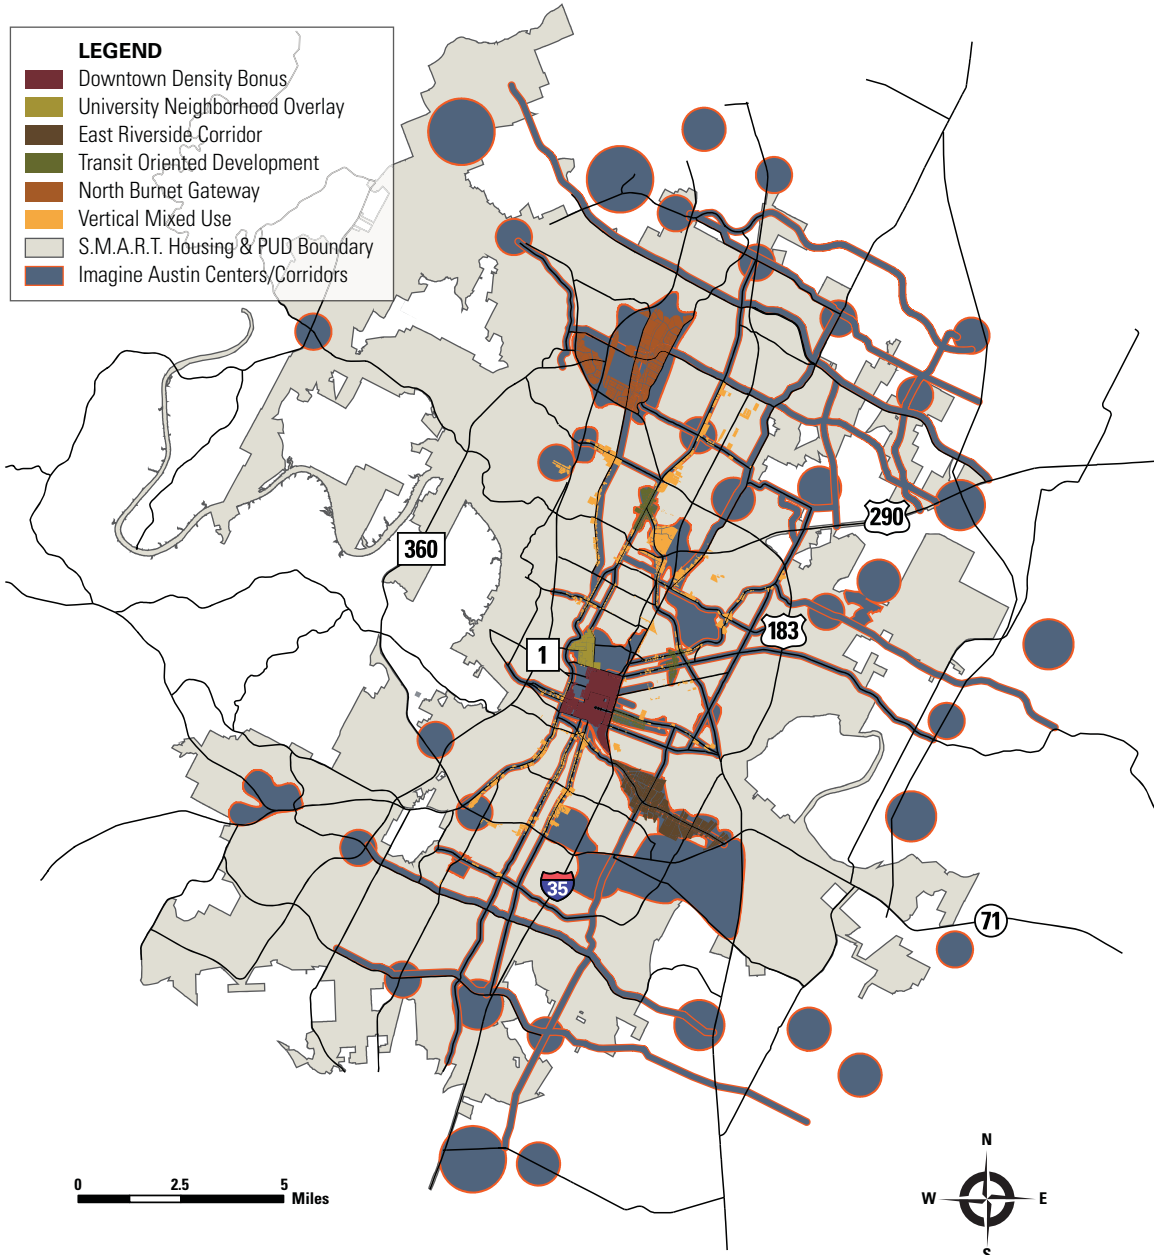 LEGEND
Downtown Density Bonus
University Neighborhood Overlay
East Riverside Corridor
Transit Oriented Development
North Burnet Gateway
Vertical Mixed Use
S.M.A.R.T. Housing & PUD Boundary
Imagine Austin Centers/Corridors
290
360
183
1
35
71
0 2.5 5
Miles
N
W E
S